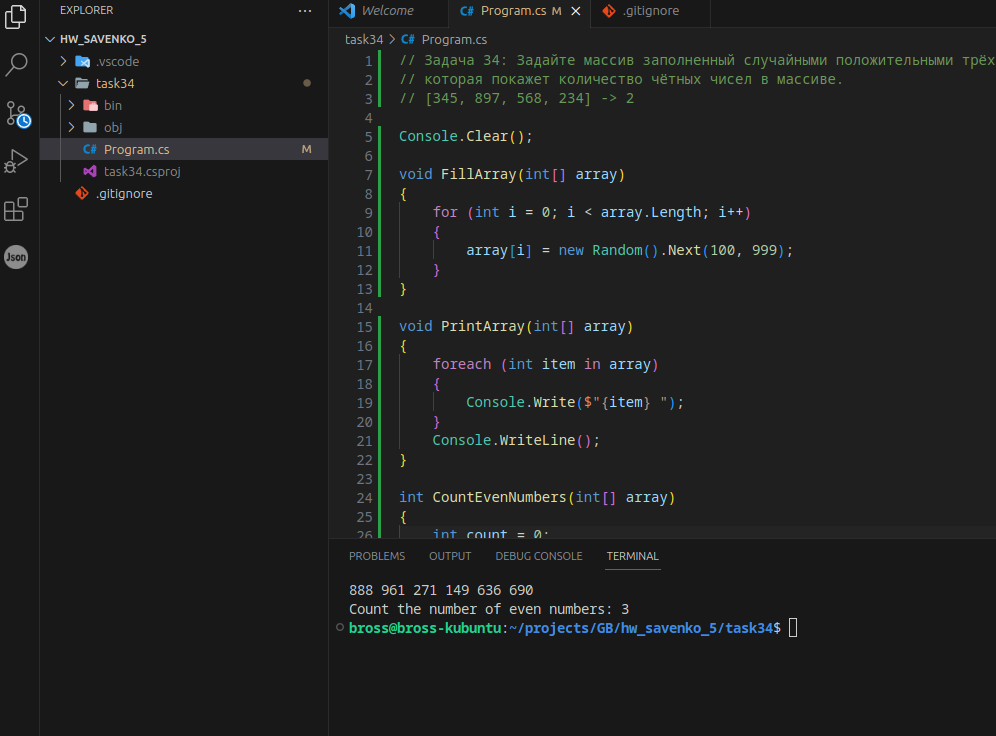 EXPLORER ...
HW_SAVENKO_5
.vscode
task34
bin
obj
C# Program.cs M
task34.csproj
.gitignore
Json
Welcome C# Program.cs M .gitignore
task34 > C# Program.cs
1 // Задача 34: Задайте массив заполненный случайными положительными трёх
2 // которая покажет количество чётных чисел в массиве.
3 // [345, 897, 568, 234] -> 2
4
5 Console.Clear();
6
7 void FillArray(int[] array)
8 {
9 for (int i = 0; i < array.Length; i++)
10 {
11 array[i] = new Random().Next(100, 999);
12 }
13 }
14
15 void PrintArray(int[] array)
16 {
17 foreach (int item in array)
18 {
19 Console.Write($"{item} ");
20 }
21 Console.WriteLine();
22 }
23
24 int CountEvenNumbers(int[] array)
25 {
26 int count = 0;
PROBLEMS OUTPUT DEBUG CONSOLE TERMINAL
888 961 271 149 636 690
Count the number of even numbers: 3
bross@bross-kubuntu:~/projects/GB/hw_savenko_5/task34$